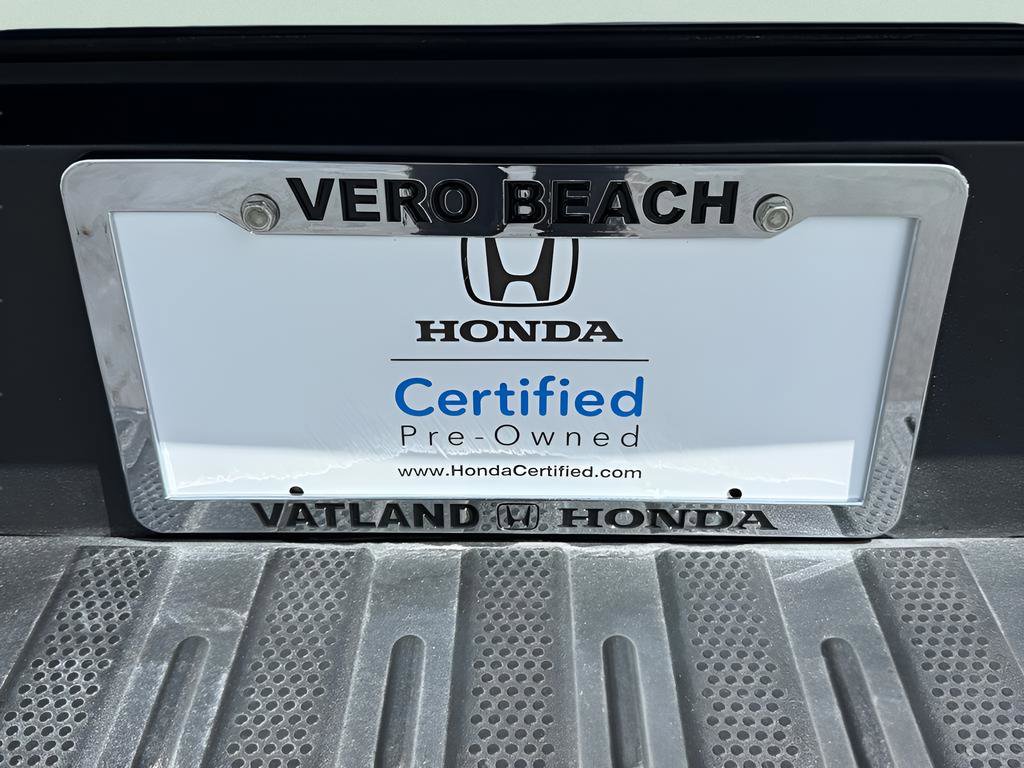 VERO BEACH
HONDA
Certified
Pre-Owned
www.HondaCertified.com
VATLAND HONDA